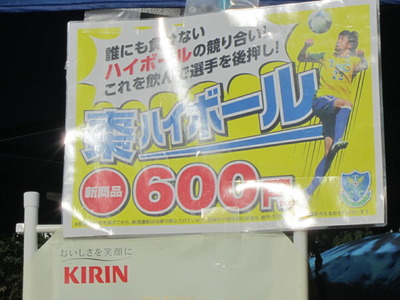 誰にも負けない
ハイポールの競り合い!
これを飲んで選手を後押し!
栗ハイボール
新商品
600円
おいしさを笑顔に
KIRIN